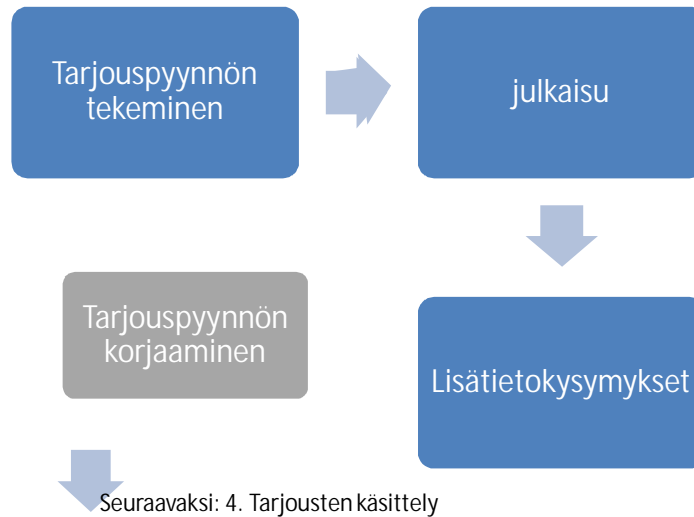 Tarjouspyynnön
tekeminen
julkaisu
Tarjouspyynnön
korjaaminen
Lisätietokysymykset
Seuraavaksi: 4. Tarjousten käsittely